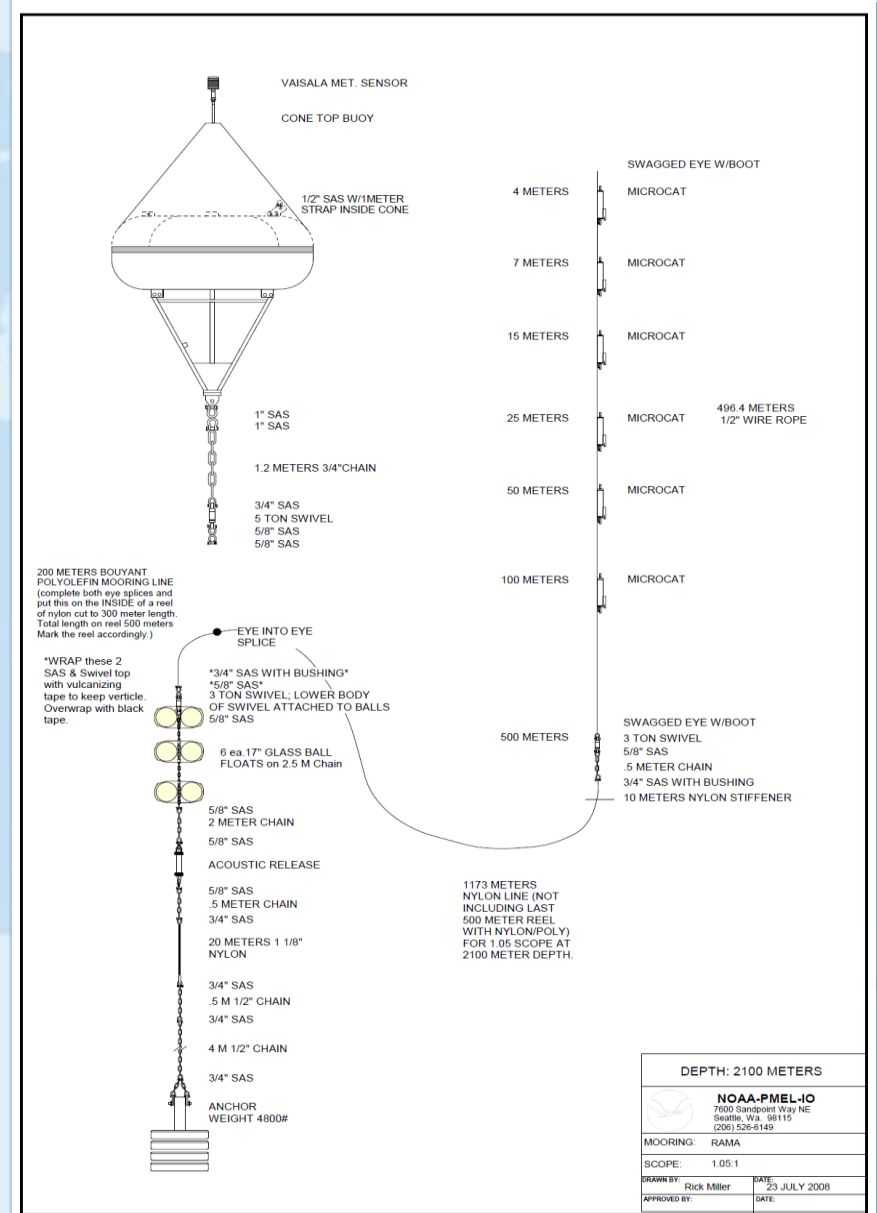 VAISALA MET. SENSOR
CONE TOP BUOY
1/2" SAS W/1METER
STRAP INSIDE CONE
1" SAS
1" SAS
1.2 METERS 3/4"CHAIN
3/4" SAS
5 TON SWIVEL
5/8" SAS
5/8" SAS
200 METERS BOUYANT
POLYOLEFIN MOORING LINE
(complete both eye splices and
put this on the INSIDE of a reel
of nylon cut to 300 meter length.
Total length on reel 500 meters
Mark the reel accordingly.)
*WRAP these 2
SAS & Swivel top
with vulcanizing
tape to keep verticle.
Overwrap with black
tape.
EYE INTO EYE
SPLICE
*3/4" SAS WITH BUSHING*
*5/8" SAS*
3 TON SWIVEL; LOWER BODY
OF SWIVEL ATTACHED TO BALLS
5/8" SAS
6 ea.17" GLASS BALL
FLOATS on 2.5 M Chain
5/8" SAS
2 METER CHAIN
5/8" SAS
ACOUSTIC RELEASE
5/8" SAS
.5 METER CHAIN
3/4" SAS
20 METERS 1 1/8"
NYLON
3/4" SAS
.5 M 1/2" CHAIN
3/4" SAS
4 M 1/2" CHAIN
3/4" SAS
ANCHOR
WEIGHT 4800#
SWAGGED EYE W/BOOT
4 METERS MICROCAT
7 METERS MICROCAT
15 METERS MICROCAT
25 METERS MICROCAT
496.4 METERS
1/2" WIRE ROPE
50 METERS MICROCAT
100 METERS MICROCAT
500 METERS
SWAGGED EYE W/BOOT
3 TON SWIVEL
5/8" SAS
.5 METER CHAIN
3/4" SAS WITH BUSHING
10 METERS NYLON STIFFENER
1173 METERS
NYLON LINE (NOT
INCLUDING LAST
500 METER REEL
WITH NYLON/POLY)
FOR 1.05 SCOPE AT
2100 METER DEPTH.
DEPTH: 2100 METERS
NOAA-PMEL-IO
7600 Sandpoint Way NE
Seattle, Wa. 98115
(206) 526-6149
MOORING: RAMA
SCOPE: 1.05:1
DRAWN BY: Rick Miller
DATE: 23 JULY 2008
APPROVED BY:
DATE: